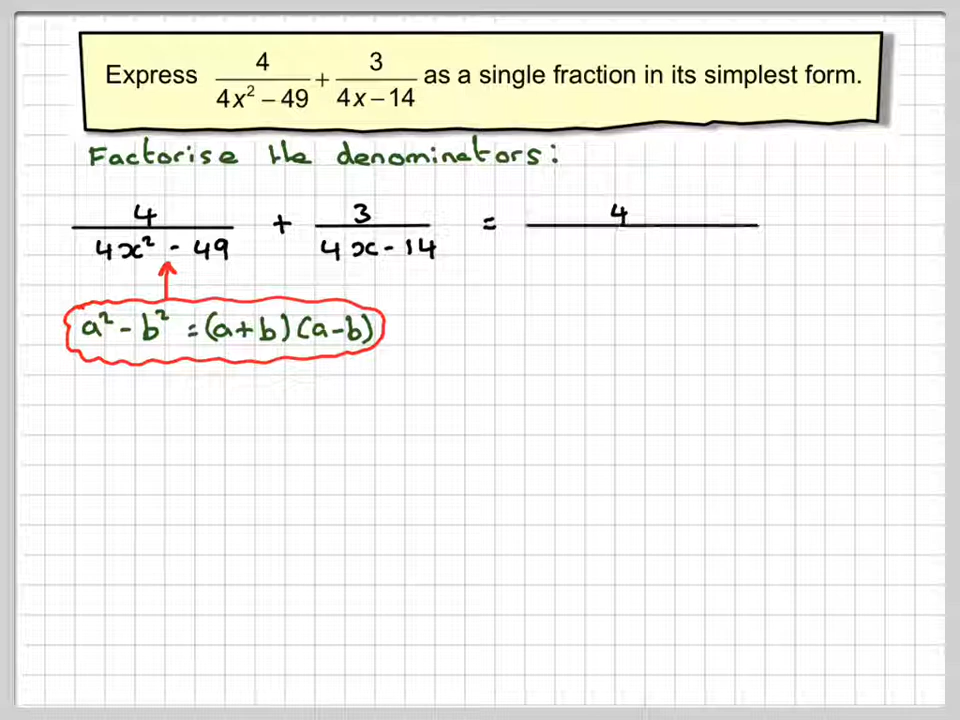 Express 4/(4x² − 49) + 3/(4x − 14) as a single fraction in its simplest form.
Factorise the denominators:
4/(4x² - 49) + 3/(4x - 14) = 4/
a² - b² = (a+b)(a-b)